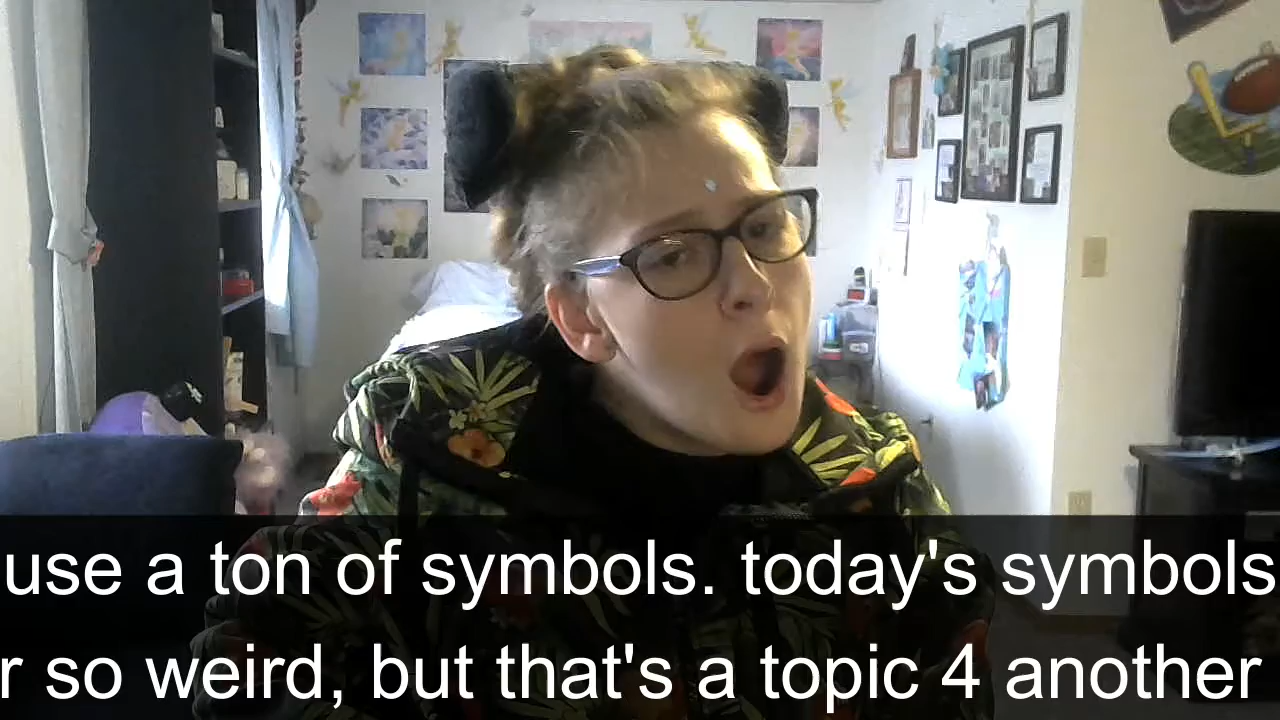 use a ton of symbols. today's symbols
r so weird, but that's a topic 4 another